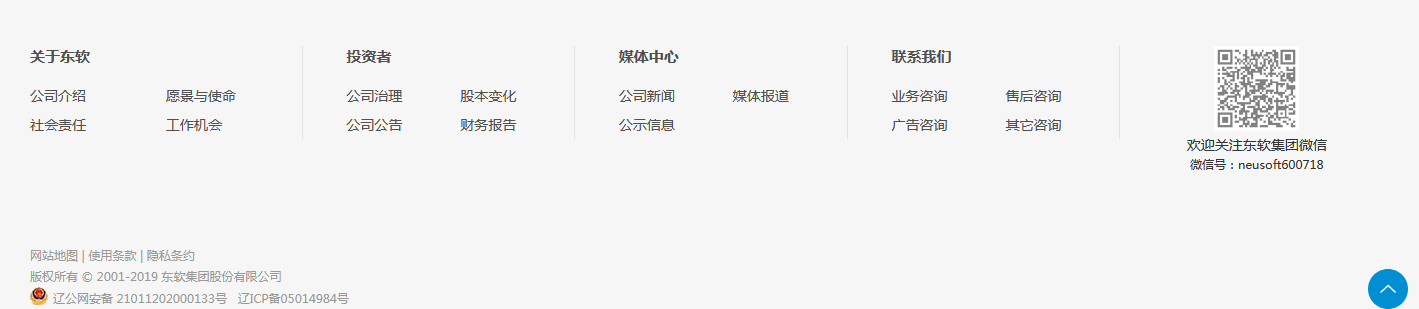 关于东软
公司介绍 愿景与使命
社会责任 工作机会
投资者
公司治理 股本变化
公司公告 财务报告
媒体中心
公司新闻 媒体报道
公示信息
联系我们
业务咨询 售后咨询
广告咨询 其它咨询
欢迎关注东软集团微信
微信号：neusoft600718
网站地图 | 使用条款 | 隐私条约
版权所有 © 2001-2019 东软集团股份有限公司
辽公网安备 21011202000133号 辽ICP备05014984号